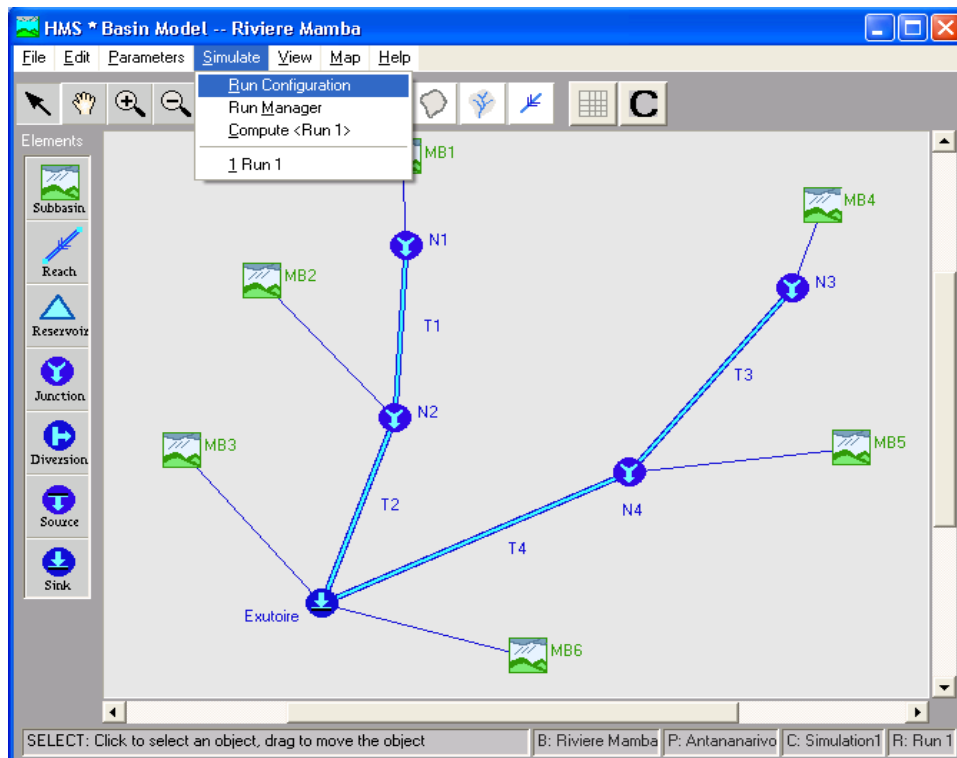 HMS * Basin Model -- Riviere Mamba
File Edit Parameters Simulate View Map Help
Run Configuration
Run Manager
Compute <Run 1>
1 Run 1
C
Elements
Subbasin
Reach
Reservoir
Junction
Diversion
Source
Sink
MB1
MB4
N1
MB2
N3
T1
T3
N2
MB3
MB5
T2
N4
T4
Exutoire
MB6
SELECT: Click to select an object, drag to move the object
B: Riviere Mamba P: Antananarivo C: Simulation1 R: Run 1